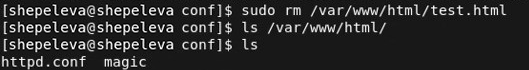 [shepeleva@shepeleva conf]$ sudo rm /var/www/html/test.html
[shepeleva@shepeleva conf]$ ls /var/www/html/
[shepeleva@shepeleva conf]$ ls
httpd.conf  magic